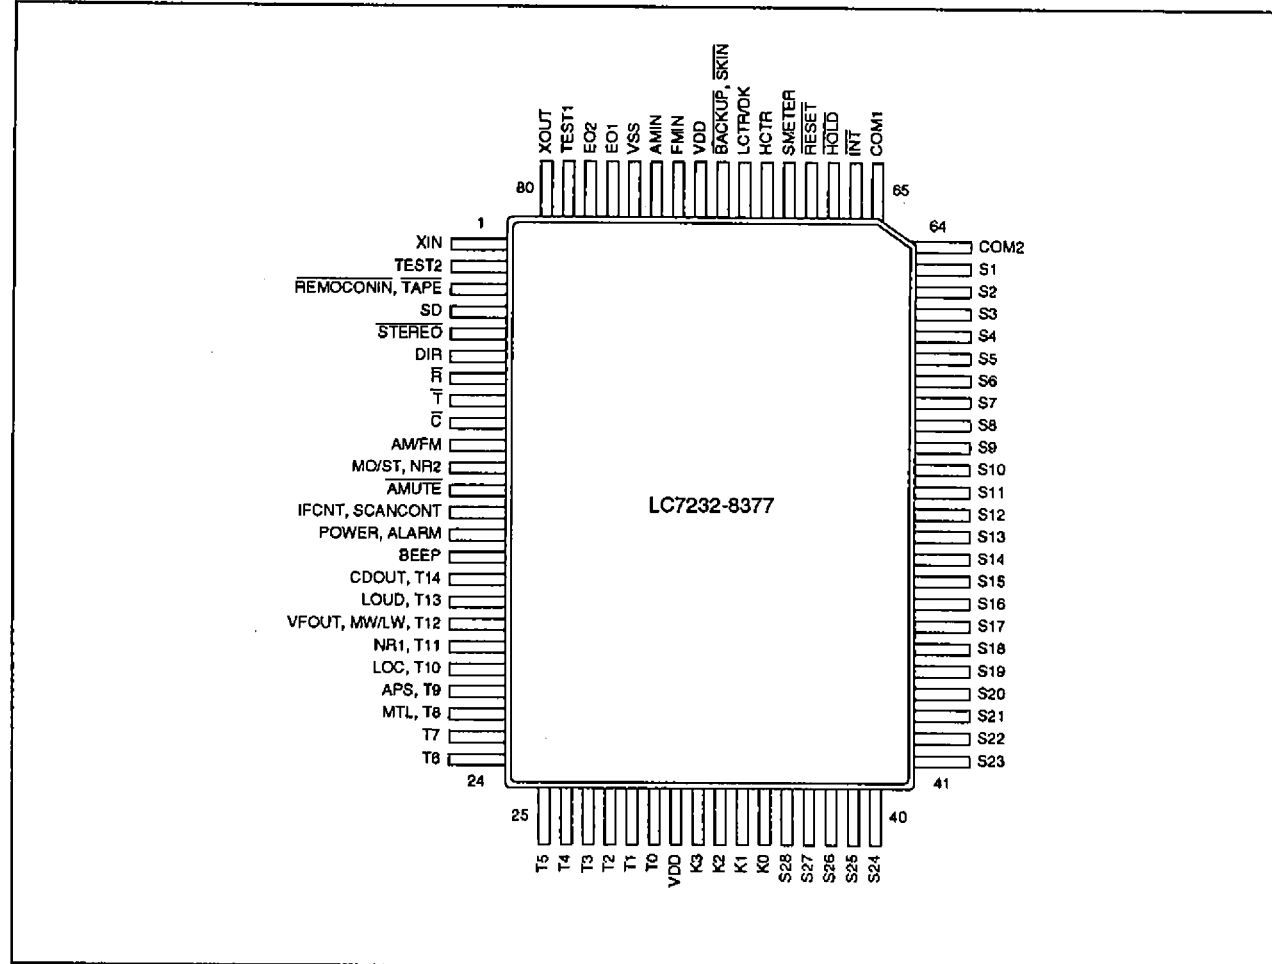 XOUT
TEST1
EO2
EO1
VSS
AMIN
FMIN
VDD
BACKUP, SKIN
LCTR/DK
HCTR
SMETER
RESET
HOLD
INT
COM1
80
65
1
64
XIN
TEST2
REMOCONIN, TAPE
SD
STEREO
DIR
R
T
C
AM/FM
MO/ST, NR2
AMUTE
IFCNT, SCANCONT
POWER, ALARM
BEEP
CDOUT, T14
LOUD, T13
VFOUT, MW/LW, T12
NR1, T11
LOC, T10
APS, T9
MTL, T8
T7
T6
LC7232-8377
COM2
S1
S2
S3
S4
S5
S6
S7
S8
S9
S10
S11
S12
S13
S14
S15
S16
S17
S18
S19
S20
S21
S22
S23
24
41
25
40
T5
T4
T3
T2
T1
T0
VDD
K3
K2
K1
K0
S28
S27
S26
S25
S24